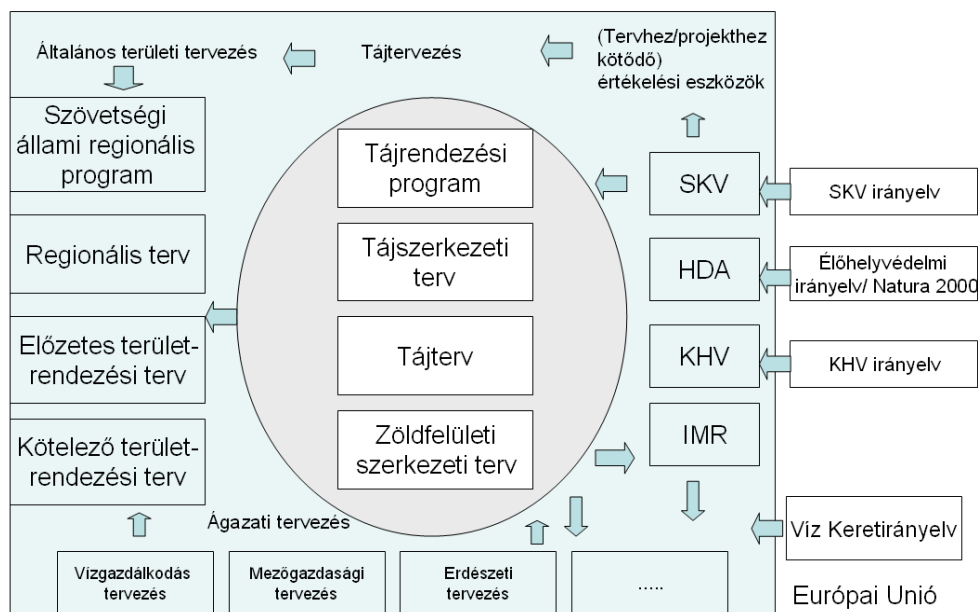 Általános területi tervezés
Tájtervezés
(Tervhez/projekthez
kötődő)
értékelési eszközök
Szövetségi
állami regionális
program
Regionális terv
Előzetes terület-
rendezési terv
Kötelező terület-
rendezési terv
Tájrendezési
program
Tájszerkezeti
terv
Tájterv
Zöldfelületi
szerkezeti terv
SKV
HDA
KHV
IMR
SKV irányelv
Élőhelyvédelmi
irányelv/ Natura 2000
KHV irányelv
Víz Keretirányelv
Ágazati tervezés
Vízgazdálkodás
tervezés
Mezőgazdasági
tervezés
Erdészeti
tervezés
.....
Európai Unió